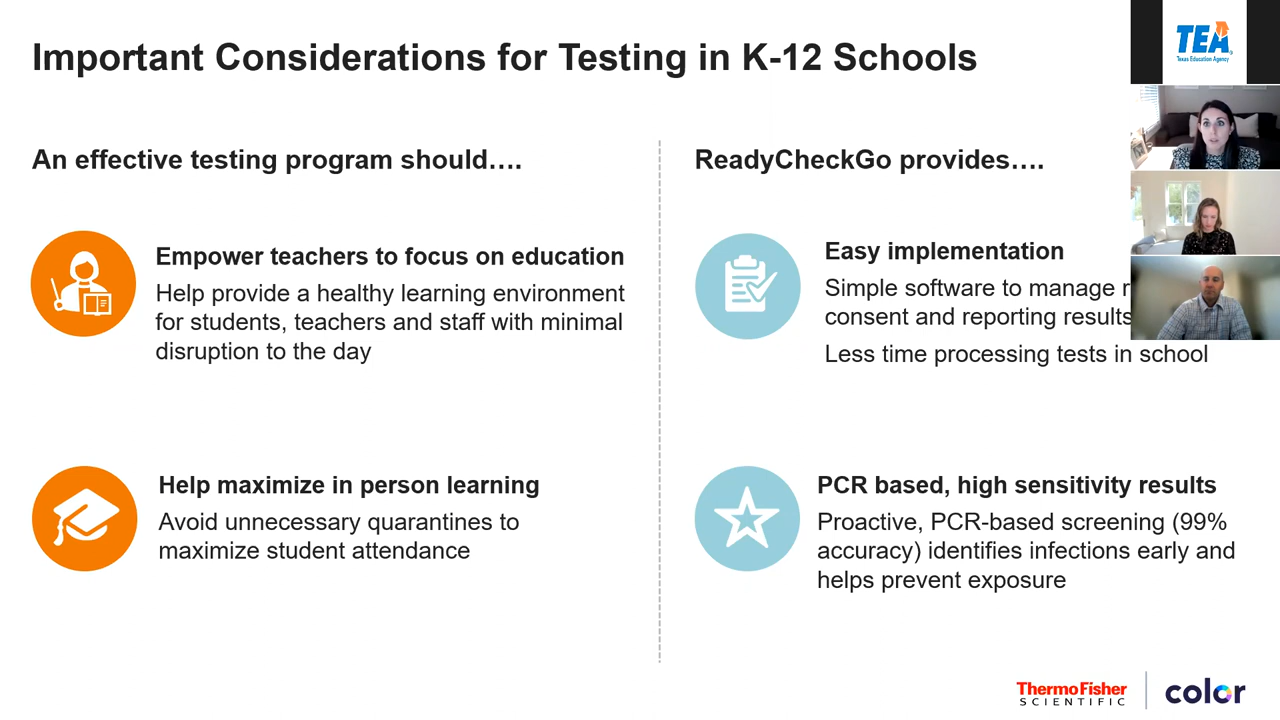 Important Considerations for Testing in K-12 Schools
TEA
Texas Education Agency
An effective testing program should….
Empower teachers to focus on education
Help provide a healthy learning environment
for students, teachers and staff with minimal
disruption to the day
Help maximize in person learning
Avoid unnecessary quarantines to
maximize student attendance
ReadyCheckGo provides….
Easy implementation
Simple software to manage
consent and reporting results
Less time processing tests in school
PCR based, high sensitivity results
Proactive, PCR-based screening (99%
accuracy) identifies infections early and
helps prevent exposure
ThermoFisher
SCIENTIFIC
color